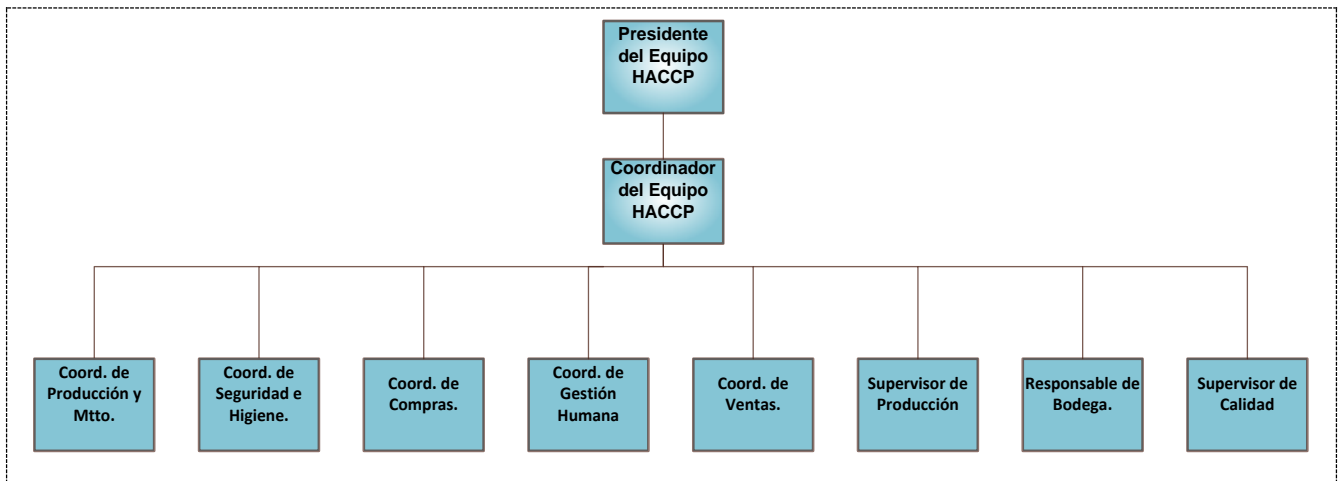 Presidente
del Equipo
HACCP
Coordinador
del Equipo
HACCP
Coord. de
Producción y
Mtto.
Coord. de
Seguridad e
Higiene.
Coord. de
Compras.
Coord. de
Gestión
Humana
Coord. de
Ventas.
Supervisor de
Producción
Responsable de
Bodega.
Supervisor de
Calidad